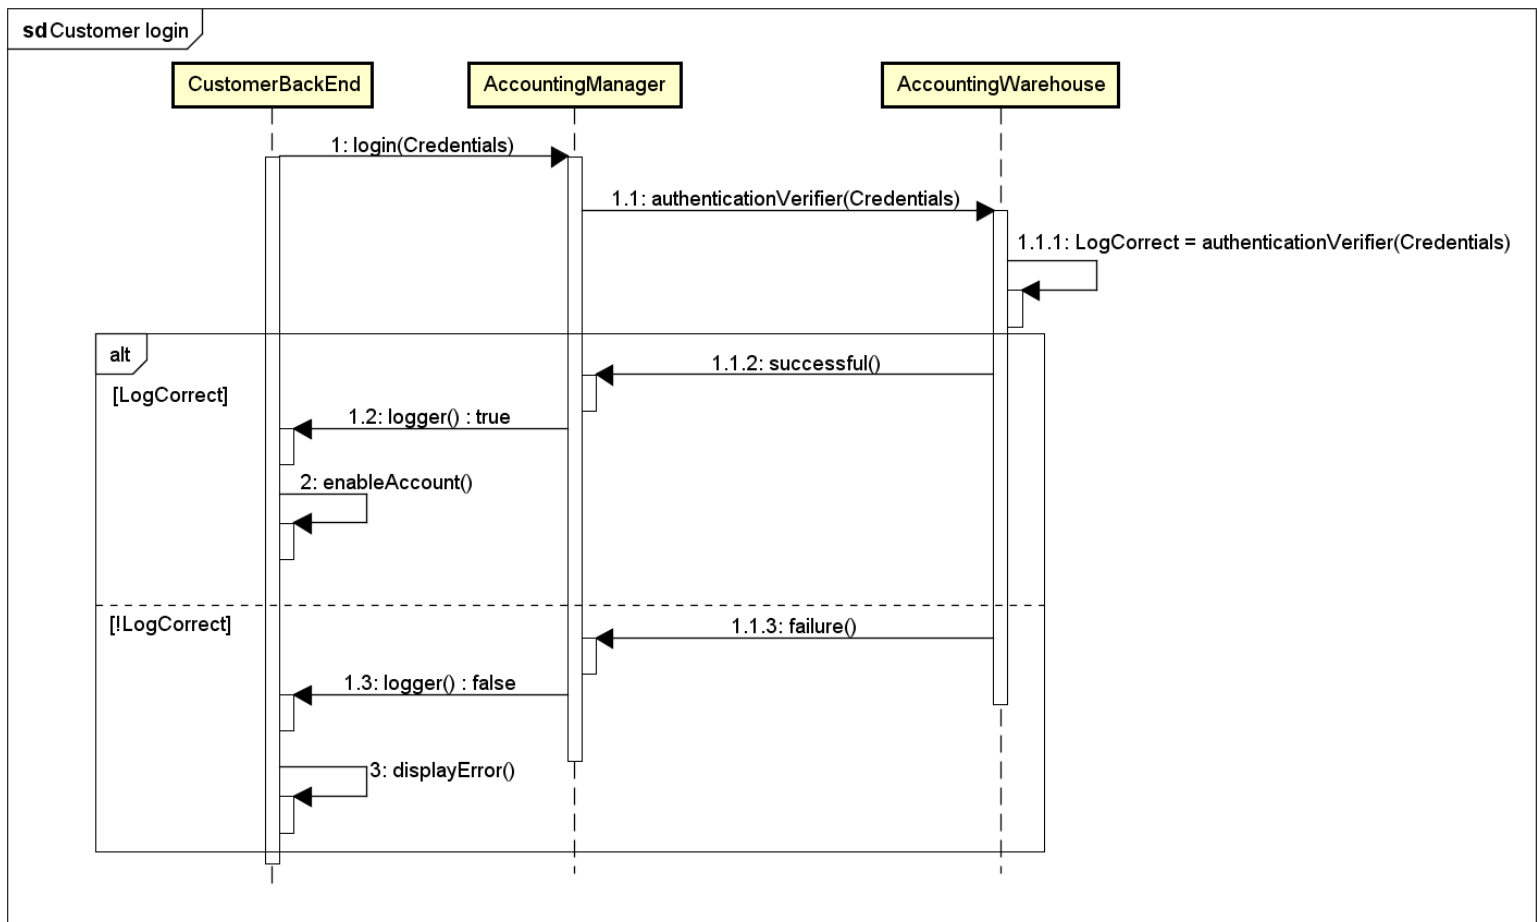 sd Customer login
CustomerBackEnd
AccountingManager
AccountingWarehouse
1: login(Credentials)
1.1: authenticationVerifier(Credentials)
1.1.1: LogCorrect = authenticationVerifier(Credentials)
alt
1.1.2: successful()
[LogCorrect]
1.2: logger() : true
2: enableAccount()
[!LogCorrect]
1.1.3: failure()
1.3: logger() : false
3: displayError()